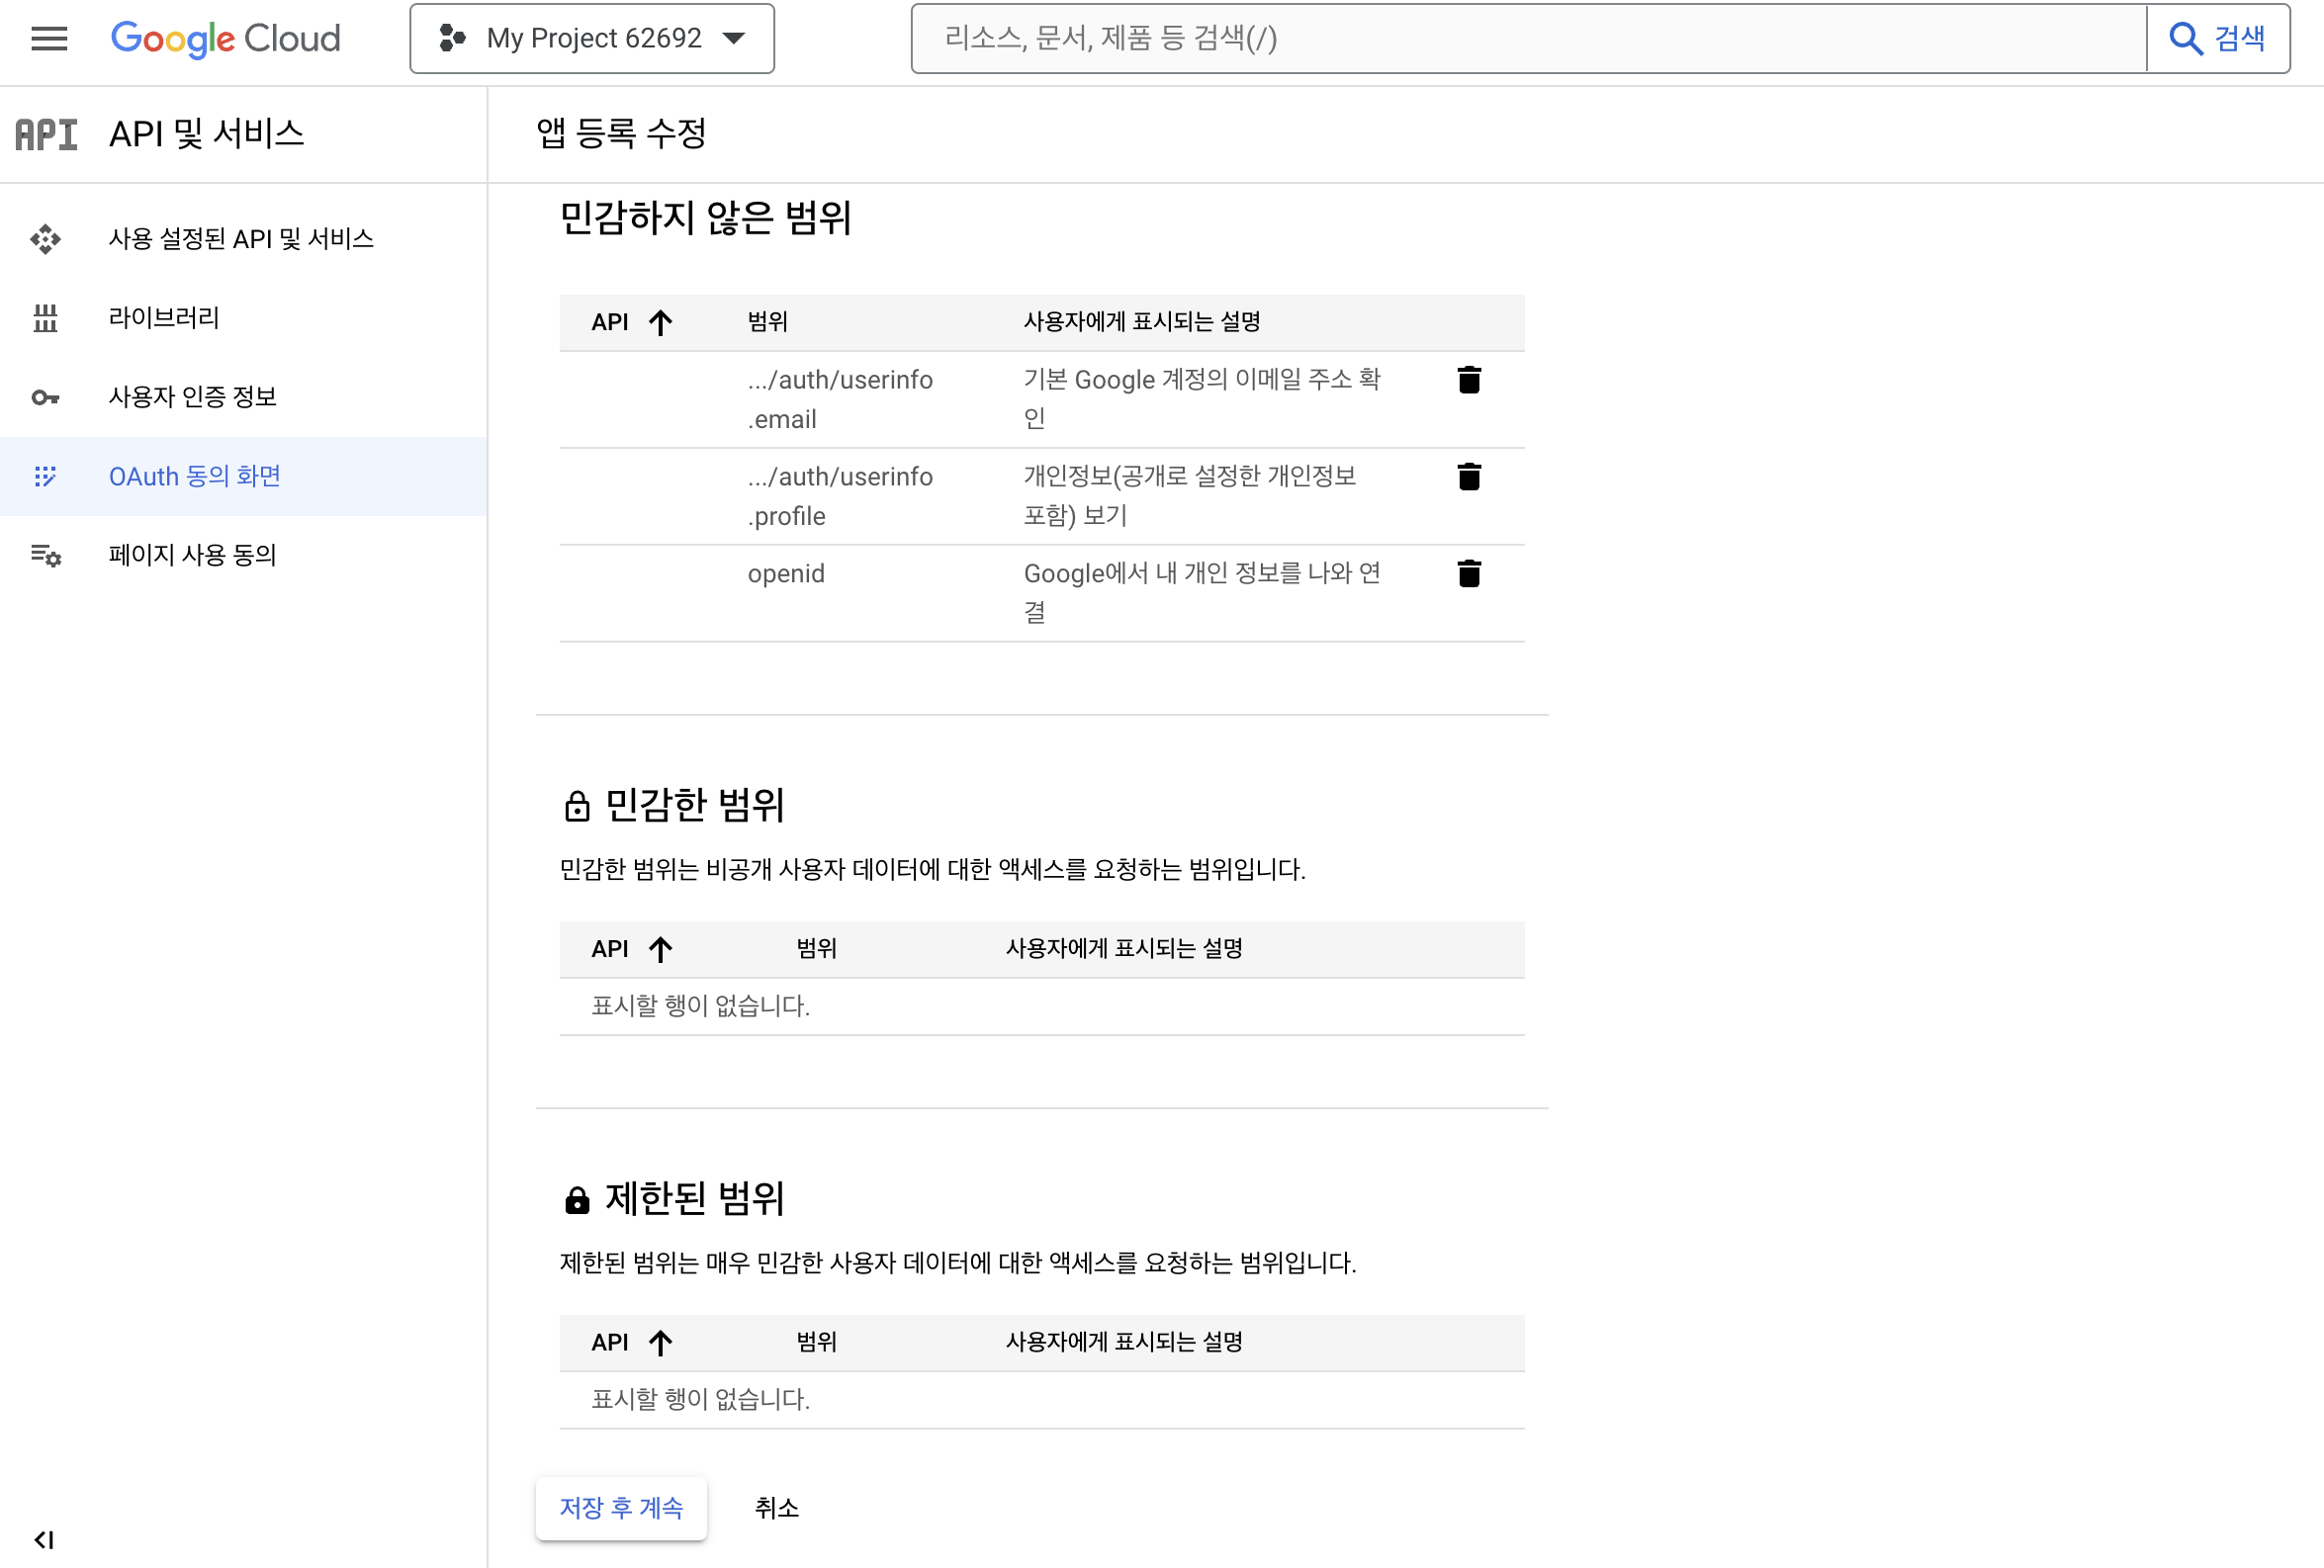 Google Cloud
My Project 62692
리소스, 문서, 제품 등 검색(/)
검색
API
API 및 서비스
앱 등록 수정
사용 설정된 API 및 서비스
라이브러리
사용자 인증 정보
OAuth 동의 화면
페이지 사용 동의
민감하지 않은 범위
API 범위 사용자에게 표시되는 설명
.../auth/userinfo 기본 Google 계정의 이메일 주소 확
.email 인
.../auth/userinfo 개인정보(공개로 설정한 개인정보
.profile 포함) 보기
openid Google에서 내 개인 정보를 나와 연
결
민감한 범위
민감한 범위는 비공개 사용자 데이터에 대한 액세스를 요청하는 범위입니다.
API 범위 사용자에게 표시되는 설명
표시할 행이 없습니다.
제한된 범위
제한된 범위는 매우 민감한 사용자 데이터에 대한 액세스를 요청하는 범위입니다.
API 범위 사용자에게 표시되는 설명
표시할 행이 없습니다.
저장 후 계속 취소